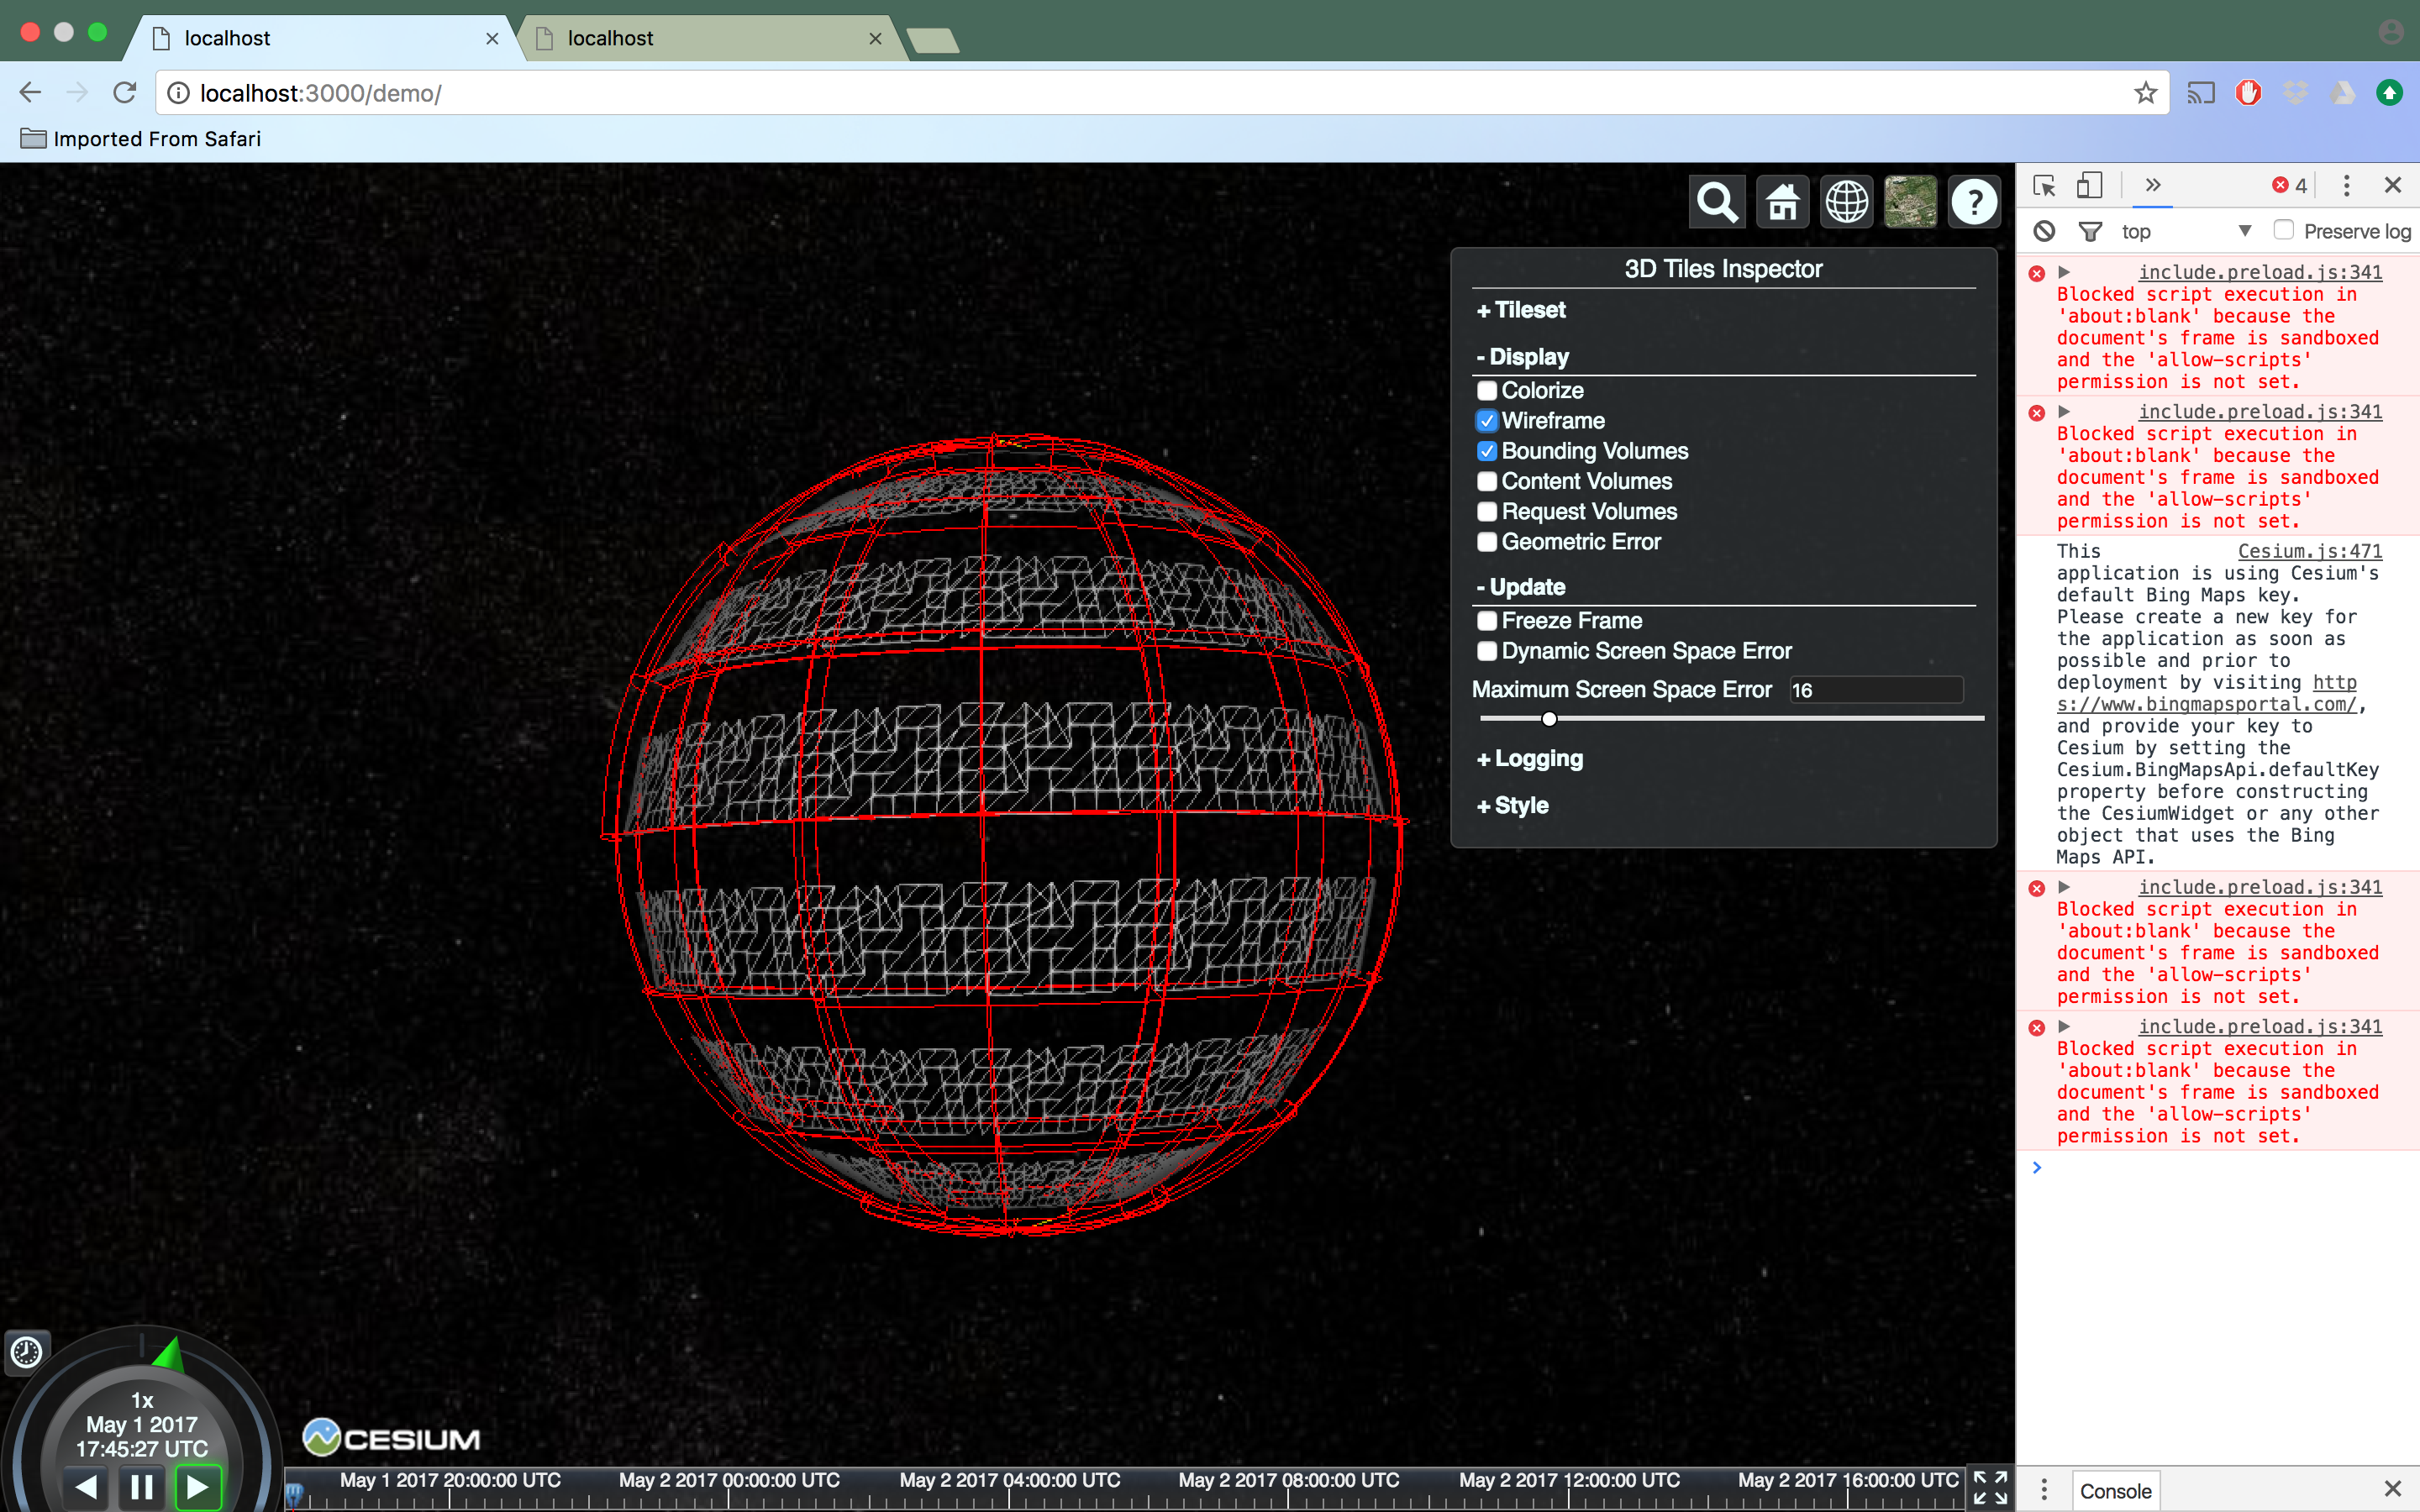 localhost
localhost
localhost:3000/demo/
Imported From Safari
3D Tiles Inspector
+ Tileset
- Display
Colorize
Wireframe
Bounding Volumes
Content Volumes
Request Volumes
Geometric Error
- Update
Freeze Frame
Dynamic Screen Space Error
Maximum Screen Space Error 16
+ Logging
+ Style
4
top
Preserve log
include.preload.js:341
Blocked script execution in
'about:blank' because the
document's frame is sandboxed
and the 'allow-scripts'
permission is not set.
include.preload.js:341
Blocked script execution in
'about:blank' because the
document's frame is sandboxed
and the 'allow-scripts'
permission is not set.
This Cesium.js:471
application is using Cesium's
default Bing Maps key.
Please create a new key for
the application as soon as
possible and prior to
deployment by visiting http
s://www.bingmapsportal.com/,
and provide your key to
Cesium by setting the
Cesium.BingMapsApi.defaultKey
property before constructing
the CesiumWidget or any other
object that uses the Bing
Maps API.
include.preload.js:341
Blocked script execution in
'about:blank' because the
document's frame is sandboxed
and the 'allow-scripts'
permission is not set.
include.preload.js:341
Blocked script execution in
'about:blank' because the
document's frame is sandboxed
and the 'allow-scripts'
permission is not set.
1x
May 1 2017
17:45:27 UTC
CESIUM
May 1 2017 20:00:00 UTC May 2 2017 00:00:00 UTC May 2 2017 04:00:00 UTC May 2 2017 08:00:00 UTC May 2 2017 12:00:00 UTC May 2 2017 16:00:00 UTC
Console